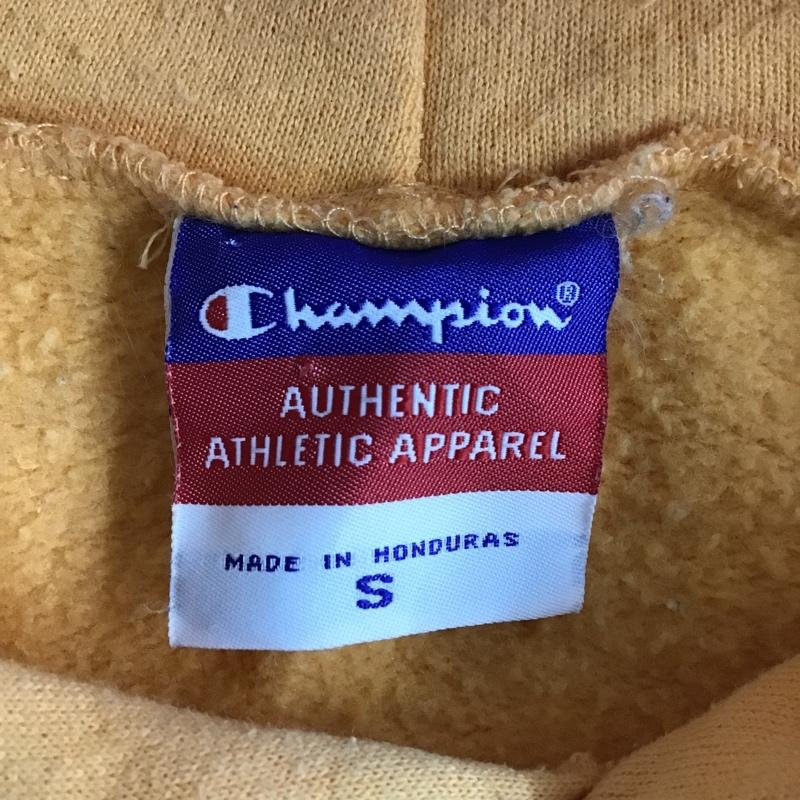 Champion®
AUTHENTIC
ATHLETIC APPAREL
MADE IN HONDURAS
S